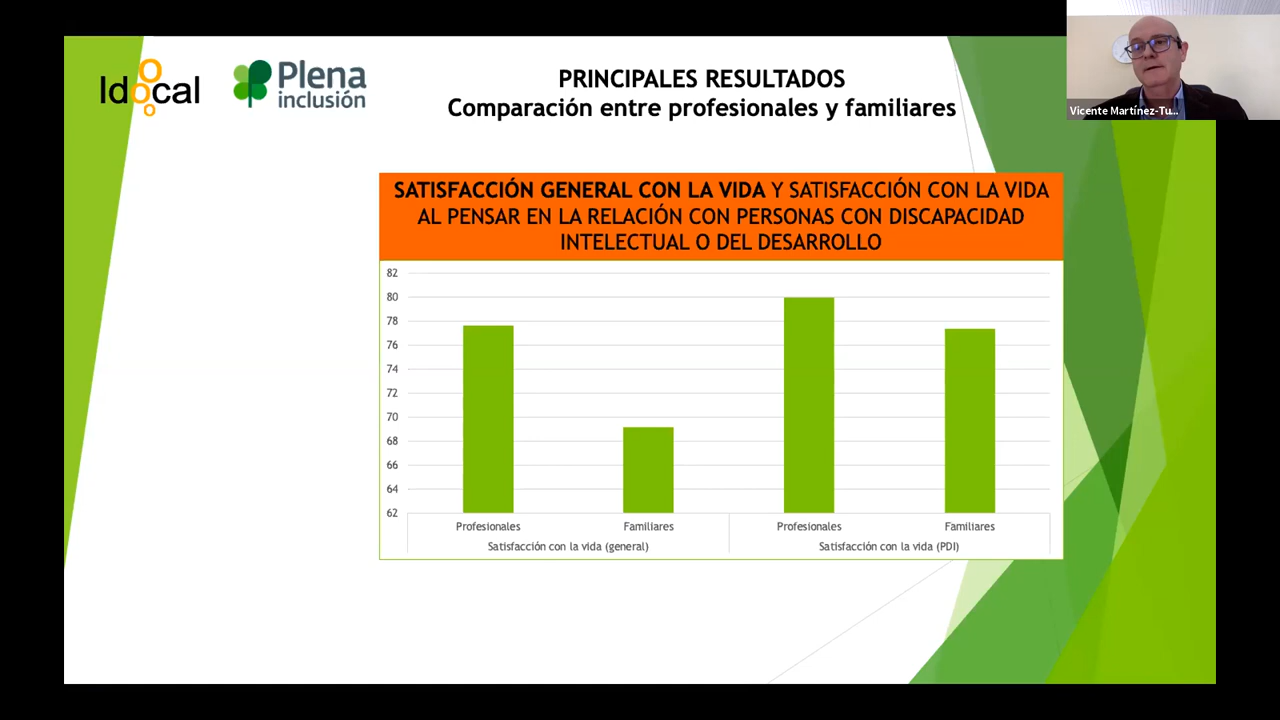 Idocal
Plena
inclusión
PRINCIPALES RESULTADOS
Comparación entre profesionales y familiares
Vicente Martínez-Tu...
SATISFACCIÓN GENERAL CON LA VIDA Y SATISFACCIÓN CON LA VIDA
AL PENSAR EN LA RELACIÓN CON PERSONAS CON DISCAPACIDAD
INTELECTUAL O DEL DESARROLLO
82
80
78
76
74
72
70
68
66
64
62
Profesionales Familiares Profesionales Familiares
Satisfacción con la vida (general) Satisfacción con la vida (PDI)